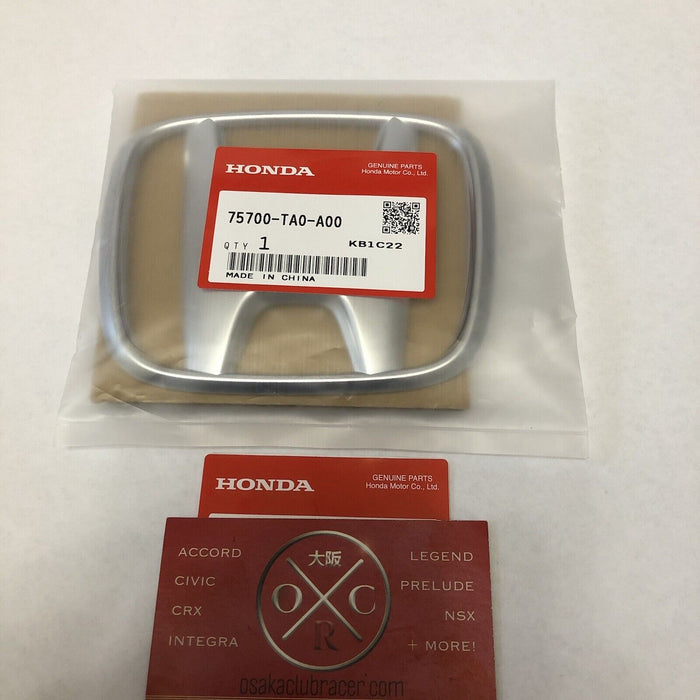 HONDA
GENUINE PARTS
Honda Motor Co., Ltd.
75700-TA0-A00
QTY 1
KB1C22
MADE IN CHINA
HONDA
GENUINE PARTS
Honda Motor Co., Ltd.
ACCORD
CIVIC
CRX
INTEGRA
大阪
O C
R
LEGEND
PRELUDE
NSX
+ MORE!
osakaclubracer.com